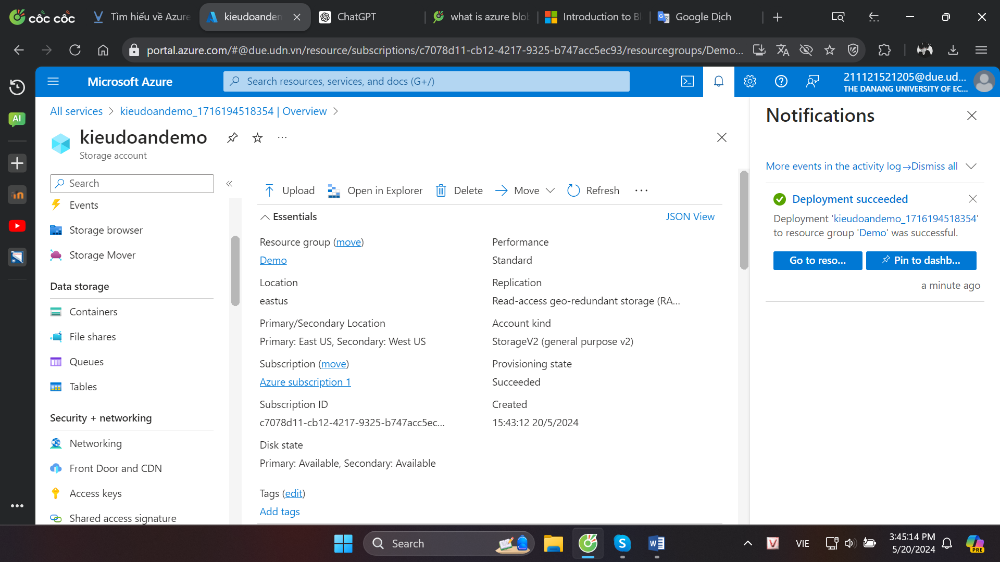 cốc cốc
Tìm hiểu về Azure
kieudoandem
ChatGPT
what is azure blob
Introduction to Bl
Google Dịch
portal.azure.com/#@due.udn.vn/resource/subscriptions/c7078d11-cb12-4217-9325-b747acc5ec93/resourcegroups/Demo...
Microsoft Azure
Search resources, services, and docs (G+/)
211121521205@due.ud...
THE DANANG UNIVERSITY OF EC...
AI
All services > kieudoandemo_1716194518354 | Overview >
kieudoandemo
Storage account
Search
Events
Storage browser
Storage Mover
Data storage
Containers
File shares
Queues
Tables
Security + networking
Networking
Front Door and CDN
Access keys
Shared access signature
Upload
Open in Explorer
Delete
Move
Refresh
Essentials
JSON View
Resource group (move)
Demo
Location
eastus
Primary/Secondary Location
Primary: East US, Secondary: West US
Subscription (move)
Azure subscription 1
Subscription ID
c7078d11-cb12-4217-9325-b747acc5ec...
Disk state
Primary: Available, Secondary: Available
Tags (edit)
Add tags
Performance
Standard
Replication
Read-access geo-redundant storage (RA...
Account kind
StorageV2 (general purpose v2)
Provisioning state
Succeeded
Created
15:43:12 20/5/2024
Notifications
More events in the activity log →
Dismiss all
Deployment succeeded
Deployment 'kieudoandemo_1716194518354'
to resource group 'Demo' was successful.
Go to reso...
Pin to dashb...
a minute ago
Search
VIE
3:45:14 PM
5/20/2024
PRE